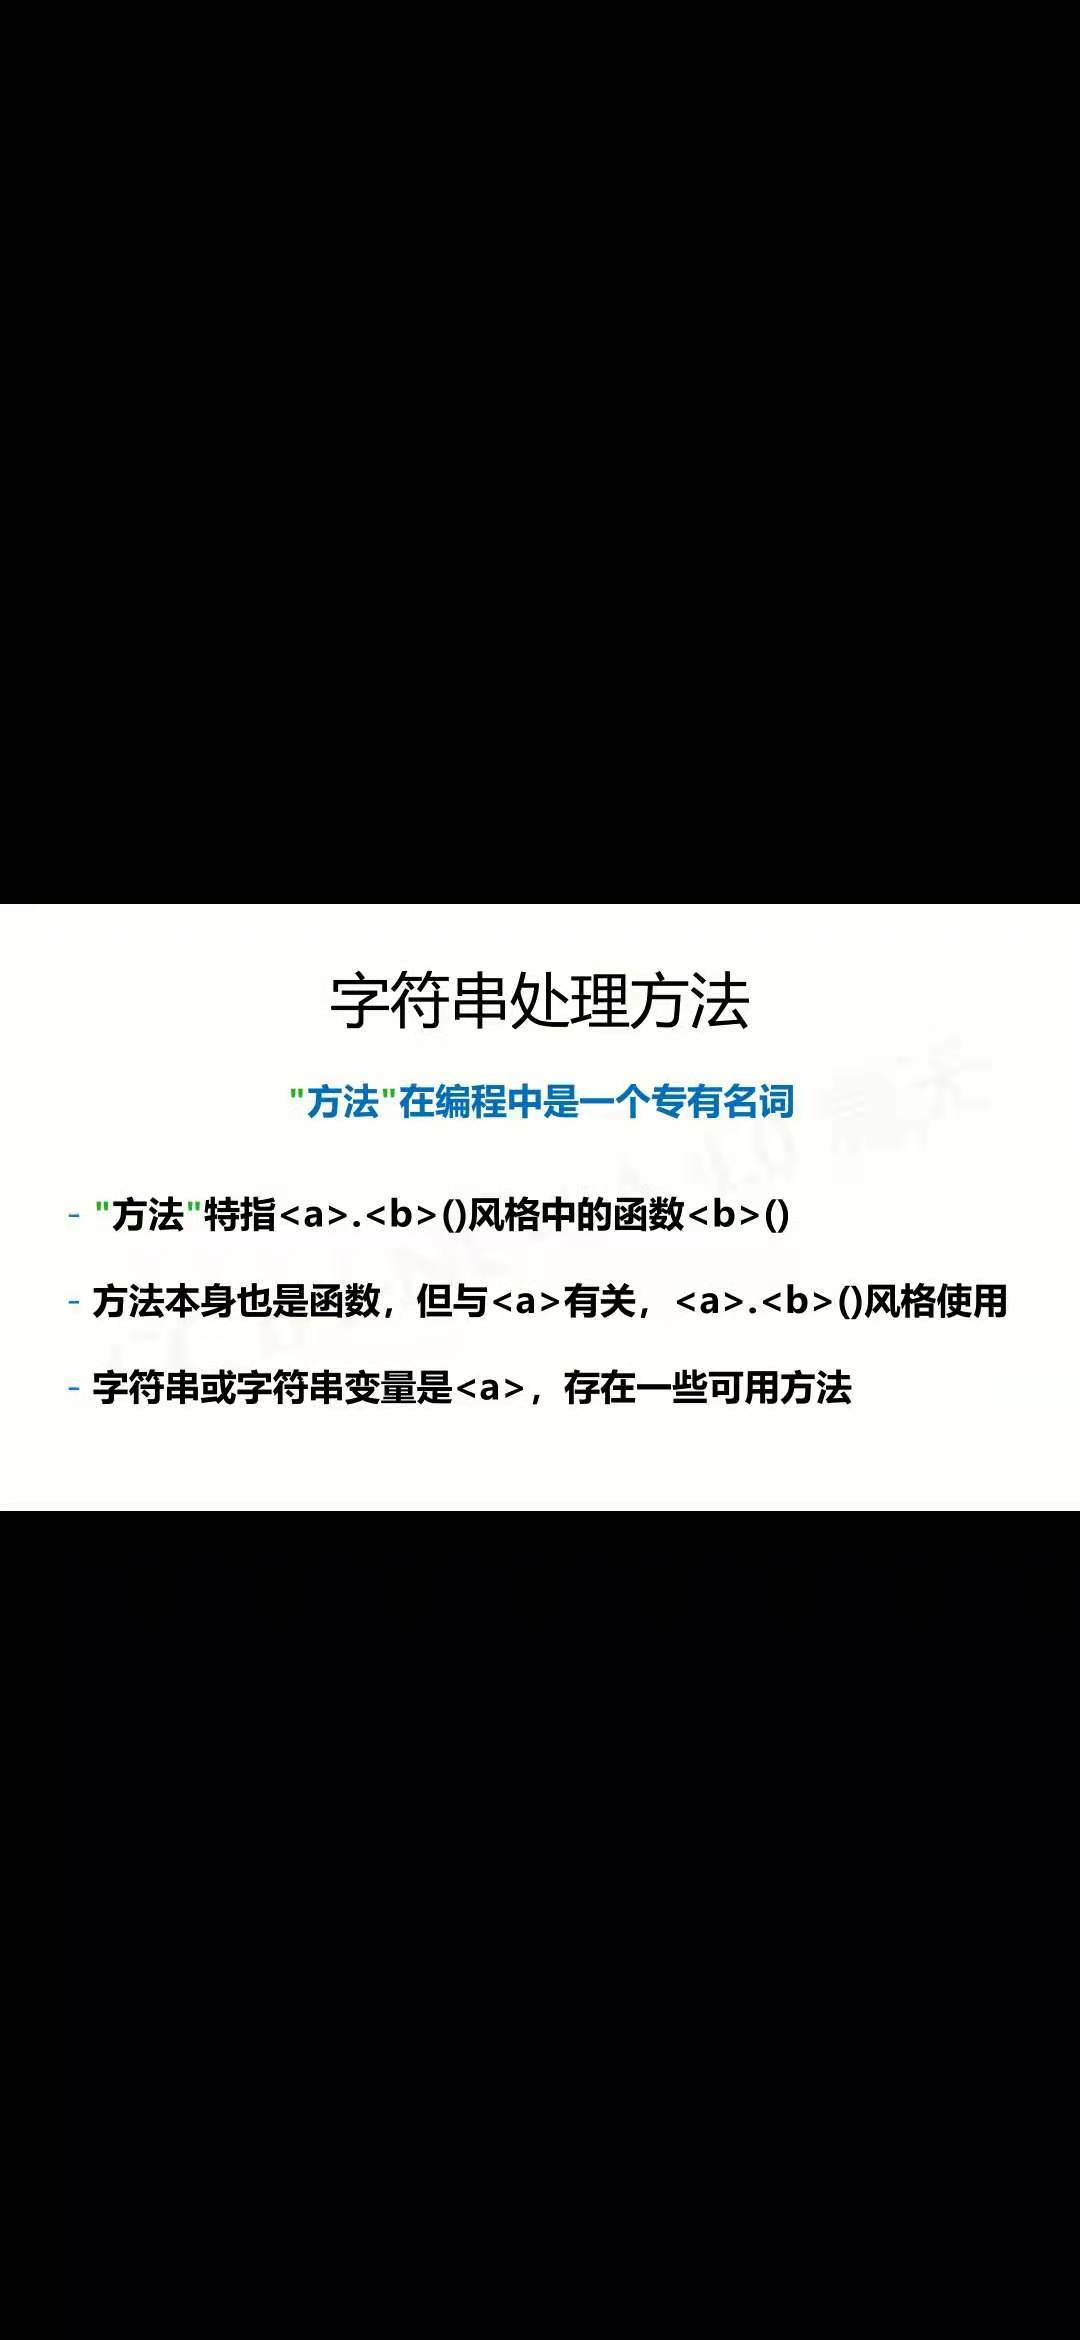 字符串处理方法
"方法"在编程中是一个专有名词
- "方法"特指<a>.<b>()风格中的函数<b>()
- 方法本身也是函数，但与<a>有关，<a>.<b>()风格使用
- 字符串或字符串变量是<a>，存在一些可用方法